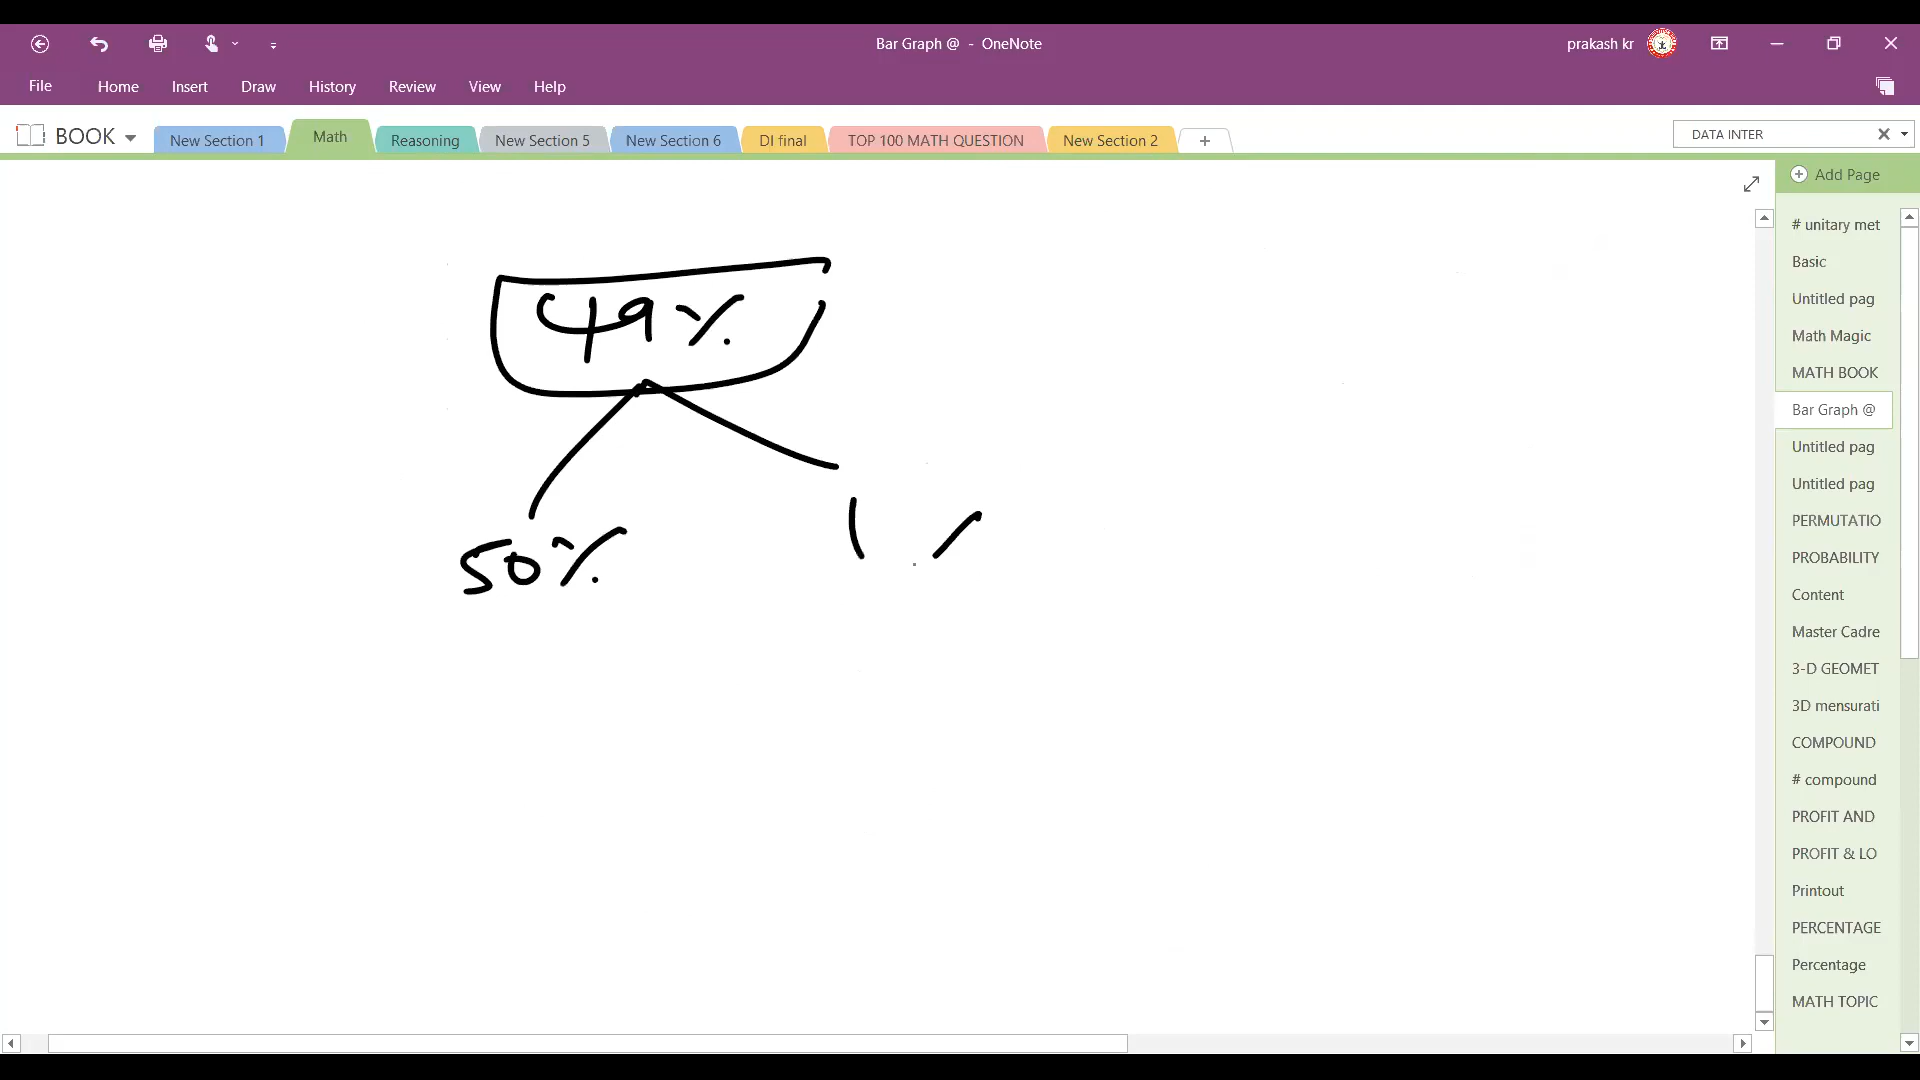 Bar Graph @ - OneNote
prakash kr
File Home Insert Draw History Review View Help
BOOK New Section 1 Math Reasoning New Section 5 New Section 6 DI final TOP 100 MATH QUESTION New Section 2 + DATA INTER
Add Page
# unitary met
Basic
Untitled pag
Math Magic
MATH BOOK
Bar Graph @
Untitled pag
Untitled pag
PERMUTATIO
PROBABILITY
Content
Master Cadre
3-D GEOMET
3D mensurati
COMPOUND
# compound
PROFIT AND
PROFIT & LO
Printout
PERCENTAGE
Percentage
MATH TOPIC
49%
50% 1